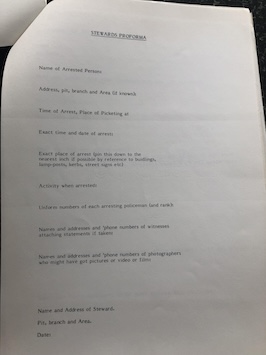 STEWARDS PROFORMA
Name of Arrested Person:
Address, pit, branch and Area of
Time of Arrest, Place of Picketing at
Exact time and date of arrest:
Exact place of arrest (pin this down to the
nearest inch if possible by reference to buildings,
lamp-posts, kerbs, street signs etc).
Activity when arrested:
Uniform numbers of each arresting policeman (and rank):
Names and addresses and 'phone numbers of witnesses
attaching statements if taken:
Names and addresses and 'phone numbers of photographers
who might have got pictures or video or film:
Name and Address of Steward:
Pit, branch and Area.
Date: